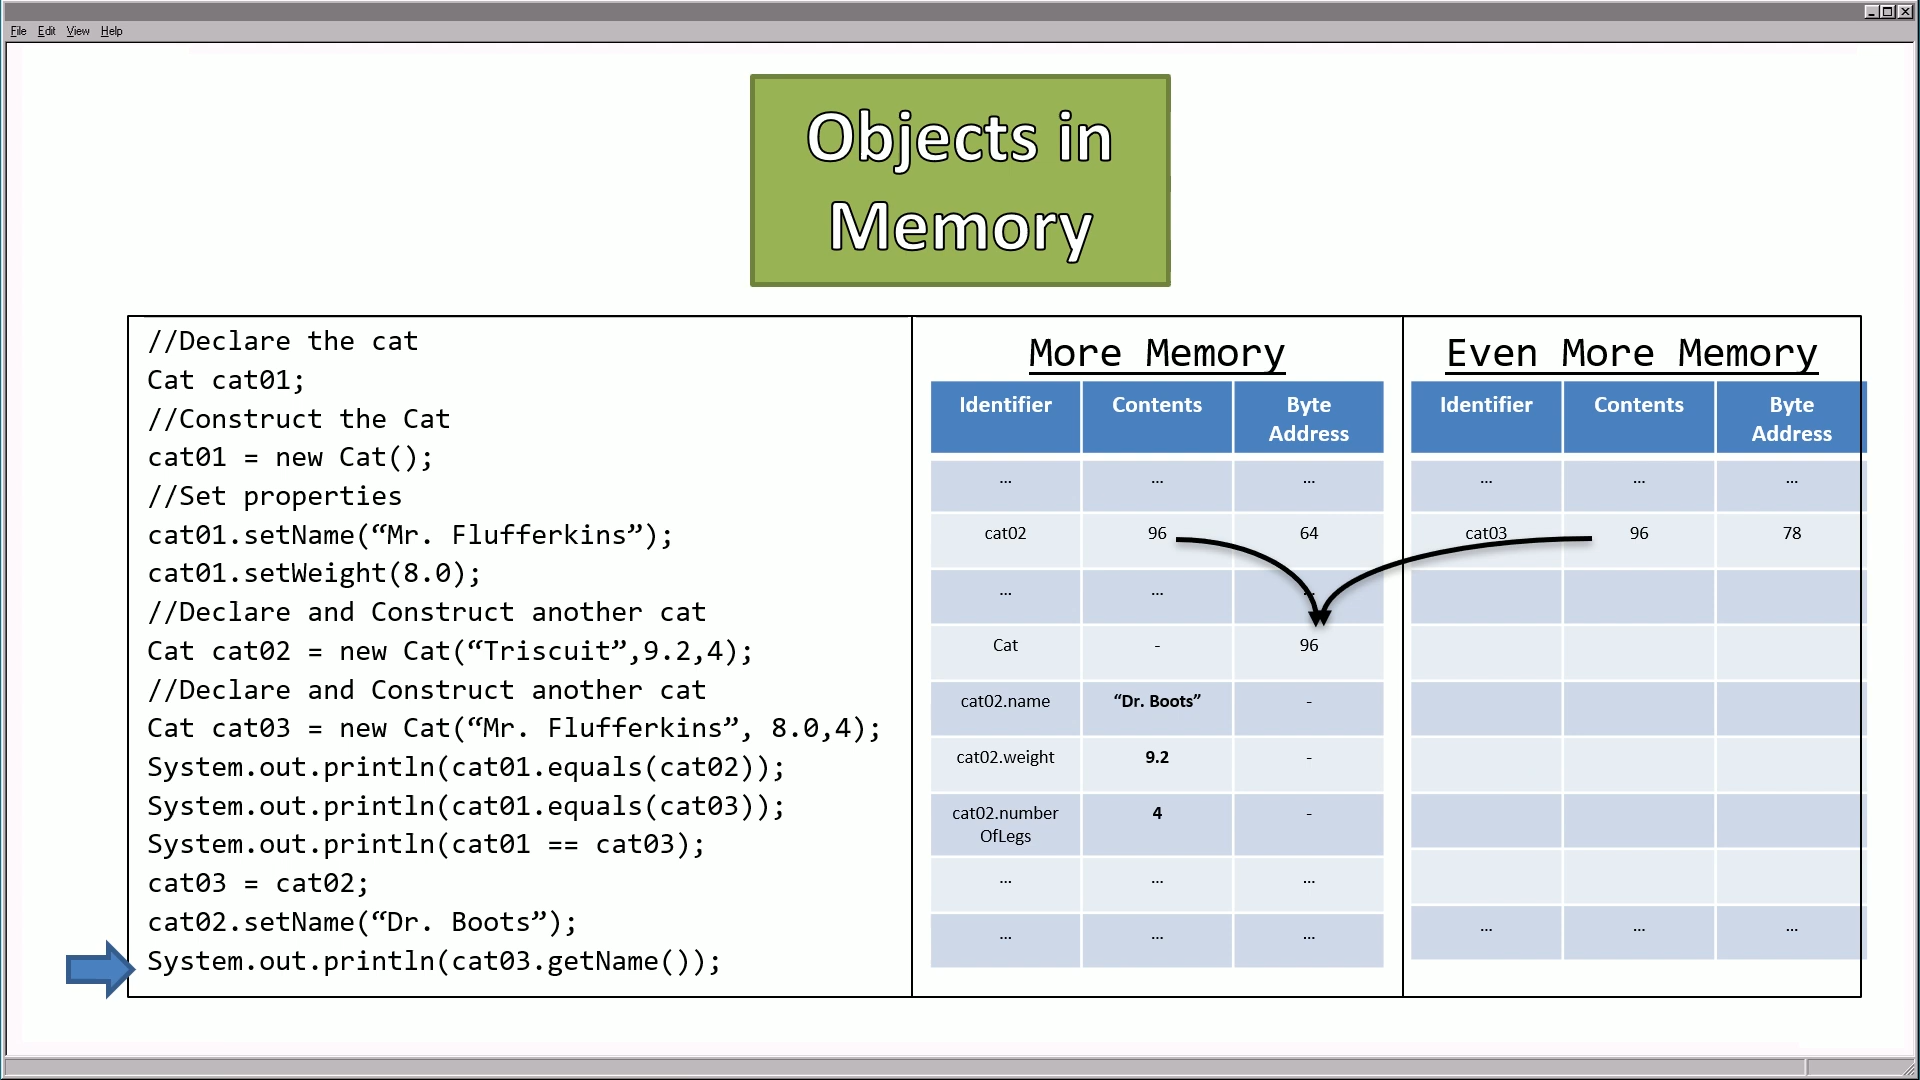 File Edit View Help
Objects in
Memory
//Declare the cat
Cat cat01;
//Construct the Cat
cat01 = new Cat();
//Set properties
cat01.setName(“Mr. Flufferkins”);
cat01.setWeight(8.0);
//Declare and Construct another cat
Cat cat02 = new Cat(“Triscuit”,9.2,4);
//Declare and Construct another cat
Cat cat03 = new Cat(“Mr. Flufferkins”, 8.0,4);
System.out.println(cat01.equals(cat02));
System.out.println(cat01.equals(cat03));
System.out.println(cat01 == cat03);
cat03 = cat02;
cat02.setName(“Dr. Boots”);
System.out.println(cat03.getName());
More Memory
Identifier Contents Byte
Address
... ... ...
cat02 96 64
... ... ...
Cat - 96
cat02.name “Dr. Boots” -
cat02.weight 9.2 -
cat02.number 4 -
OfLegs
... ... ...
... ... ...
Even More Memory
Identifier Contents Byte
Address
... ... ...
cat03 96 78
... ... ...